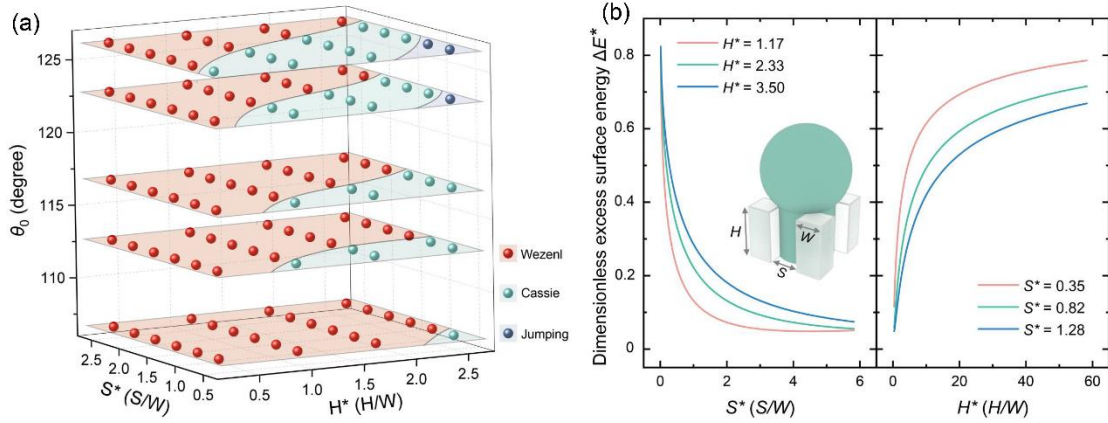 (a)
125
120
115
110
θ0 (degree)
2.5
2.0
1.5
1.0
0.5
S* (S/W)
0.5
1.0
1.5
2.0
2.5
H* (H/W)
Wezenl
Cassie
Jumping
(b)
Dimensionless excess surface energy ΔE*
0.8
0.6
0.4
0.2
0
H* = 1.17
H* = 2.33
H* = 3.50
H
S
W
0 2 4 6
S* (S/W)
S* = 0.35
S* = 0.82
S* = 1.28
0 20 40 60
H* (H/W)